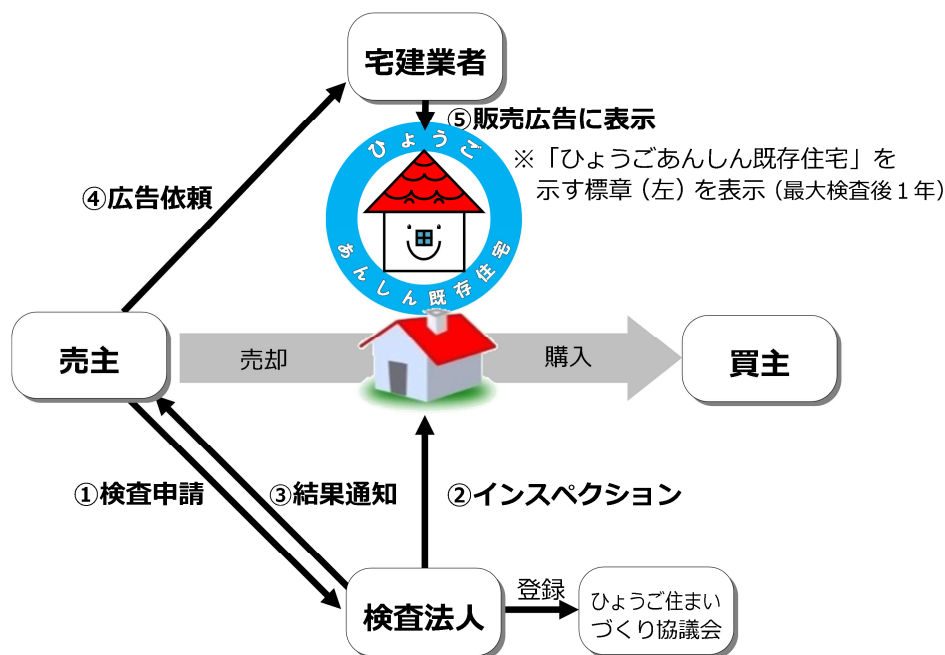 宅建業者
⑤販売広告に表示
ひょうご
あんしん既存住宅
※「ひょうごあんしん既存住宅」を
示す標章（左）を表示（最大検査後１年）
④広告依頼
売主
売却
購入
買主
①検査申請
③結果通知
②インスペクション
検査法人
登録
ひょうご住まい
づくり協議会